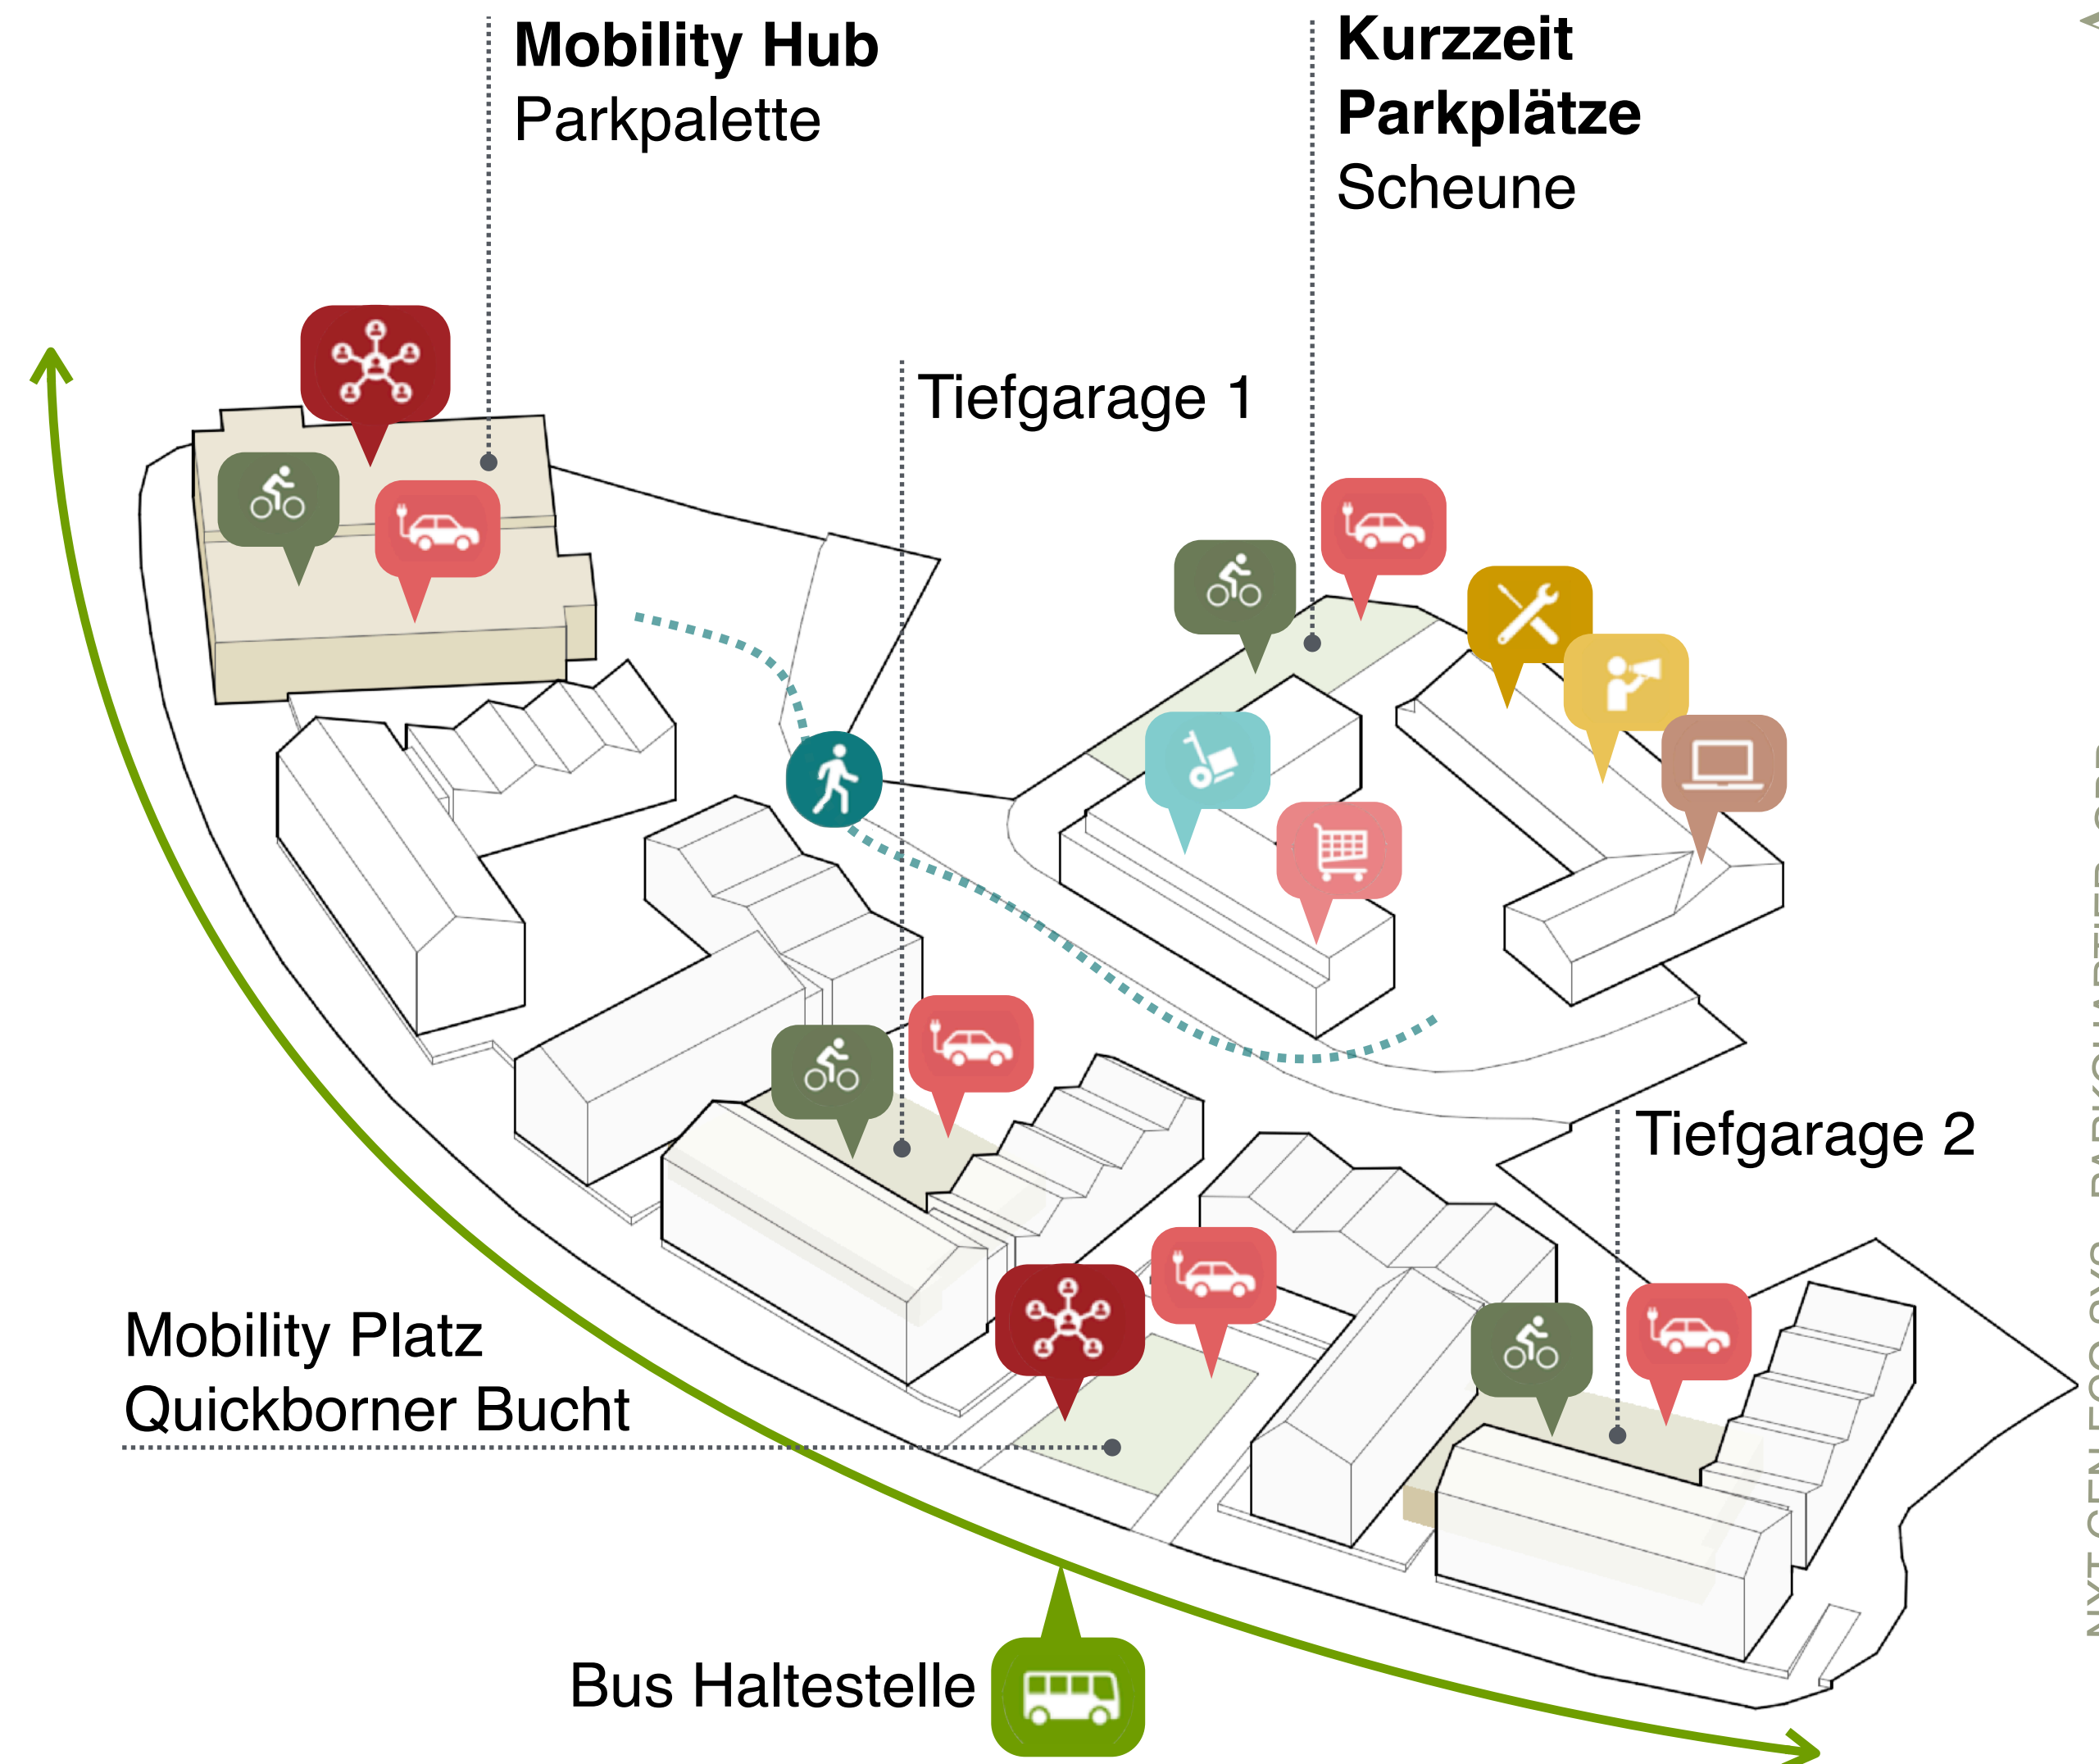 Mobility Hub
Parkpalette
Kurzzeit
Parkplätze
Scheune
Tiefgarage 1
Tiefgarage 2
Mobility Platz
Quickborner Bucht
Bus Haltestelle